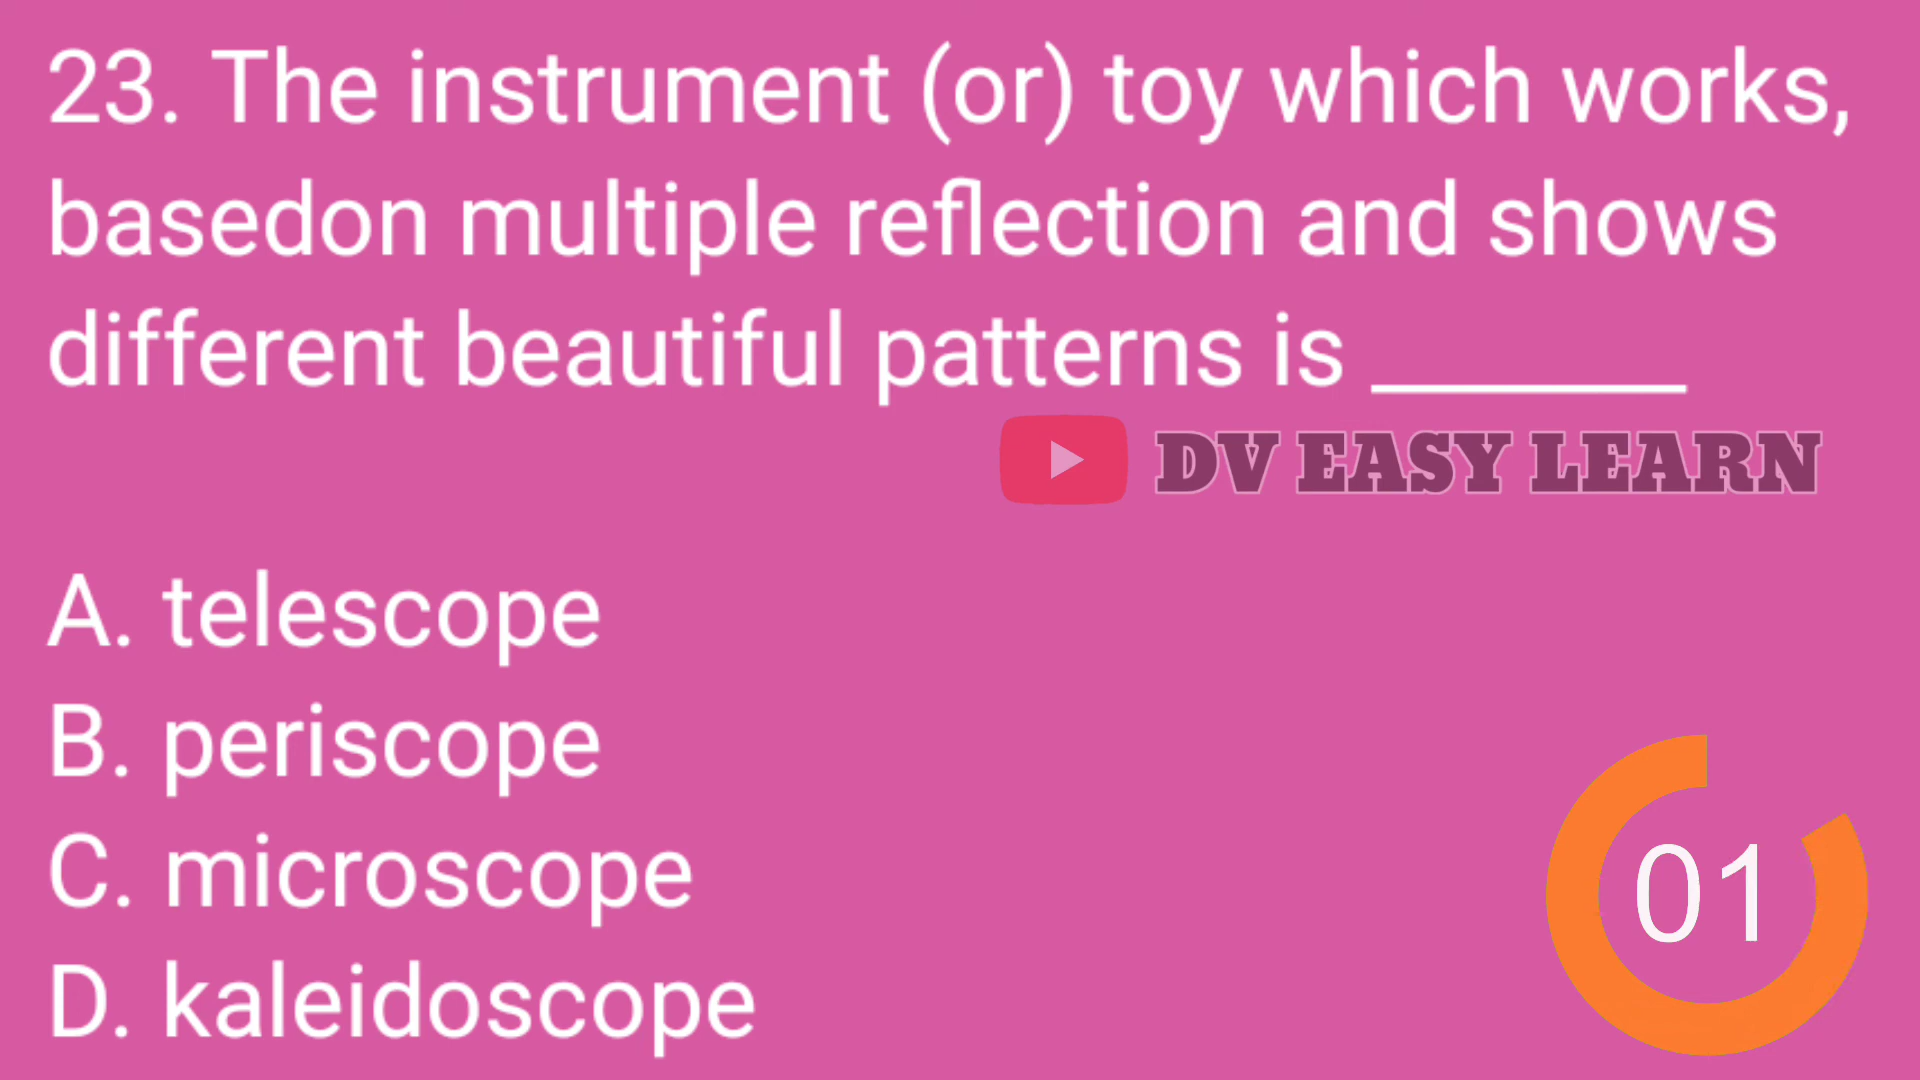 23. The instrument (or) toy which works,
basedon multiple reflection and shows
different beautiful patterns is ______
DV EASY LEARN
A. telescope
B. periscope
C. microscope
D. kaleidoscope
01